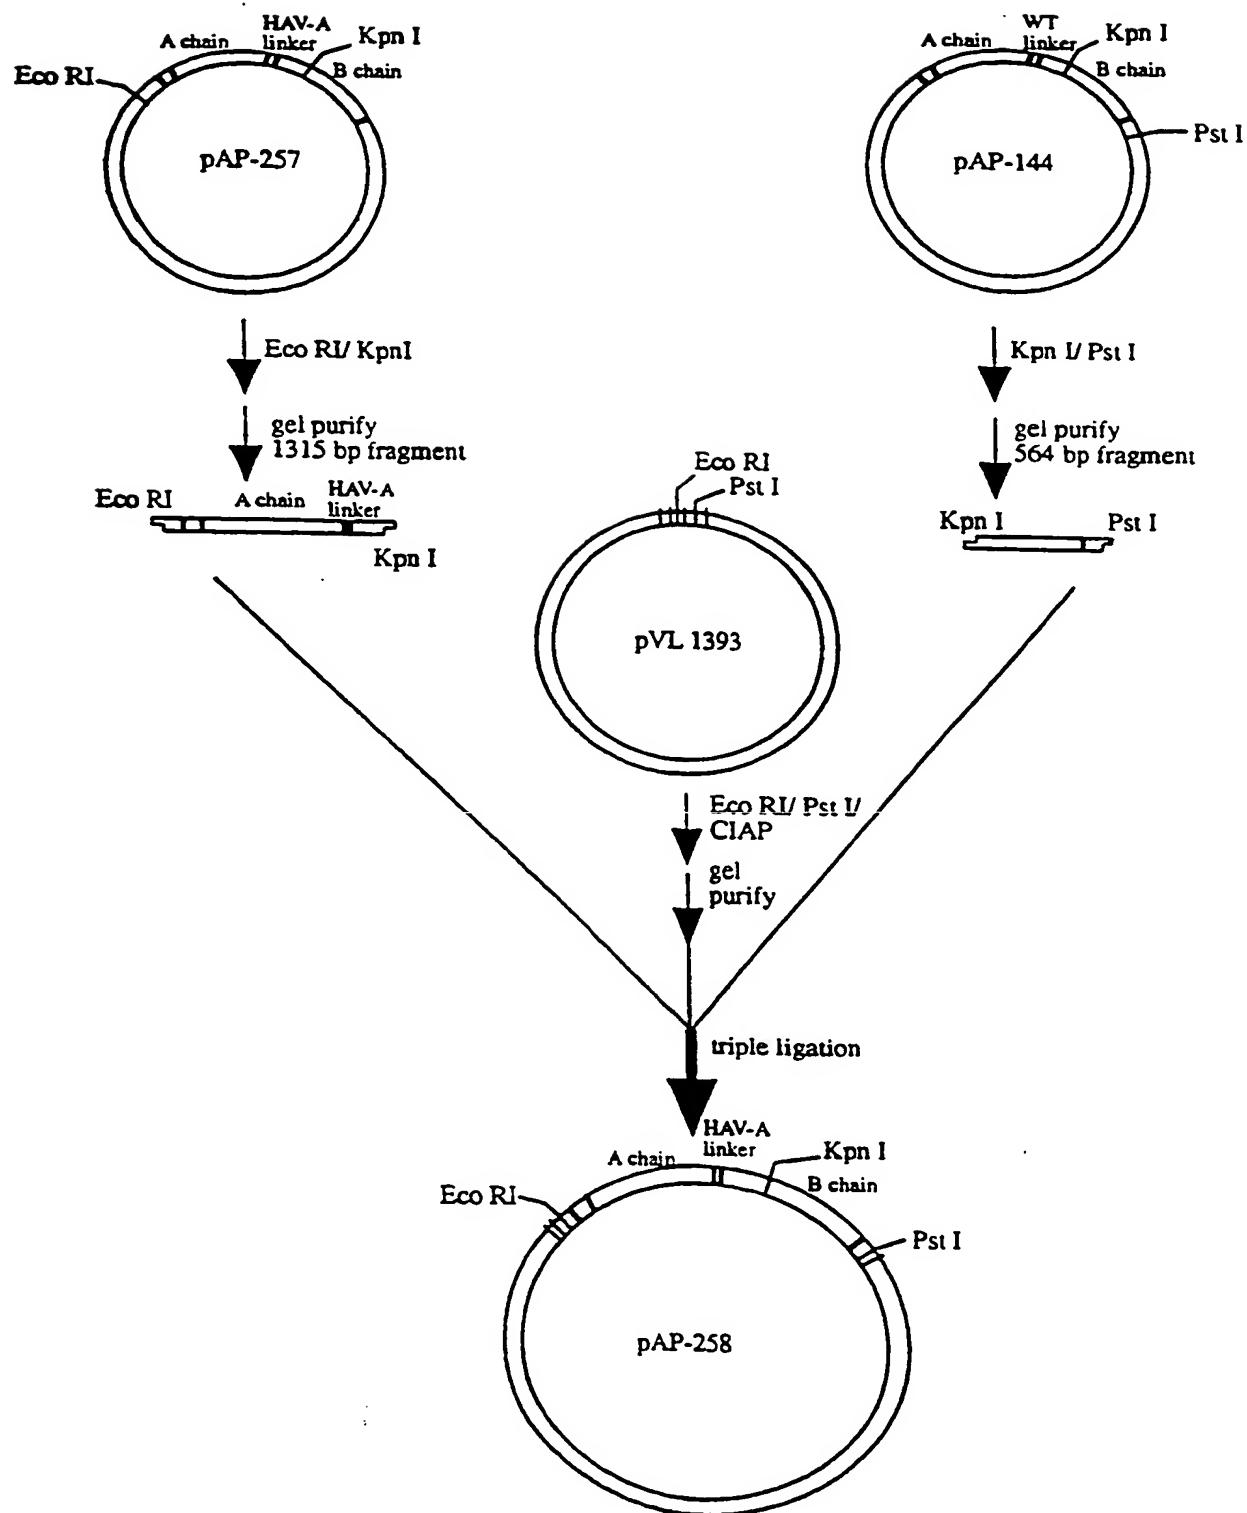 A chain
HAV-A
linker
Kpn I
B chain
Eco RI
pAP-257
A chain
WT
linker
Kpn I
B chain
Pst I
pAP-144
Eco RI/ KpnI
gel purify
1315 bp fragment
Kpn I/ Pst I
gel purify
564 bp fragment
Eco RI
A chain
HAV-A
linker
Kpn I
Eco RI
Pst I
pVL 1393
Kpn I
Pst I
Eco RI/ Pst I/
CIAP
gel
purify
triple ligation
HAV-A
linker
A chain
Kpn I
B chain
Eco RI
Pst I
pAP-258